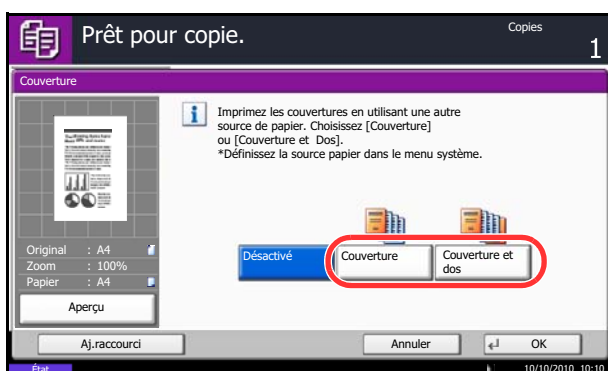 Prêt pour copie.
Copies
1
Couverture
Imprimez les couvertures en utilisant une autre
source de papier. Choisissez [Couverture]
ou [Couverture et  Dos].
*Définissez la source papier dans le menu système.
Original : A4
Zoom : 100%
Papier : A4
Aperçu
Désactivé
Couverture
Couverture et
dos
Aj.raccourci
Annuler
OK
État
10/10/2010  10:10